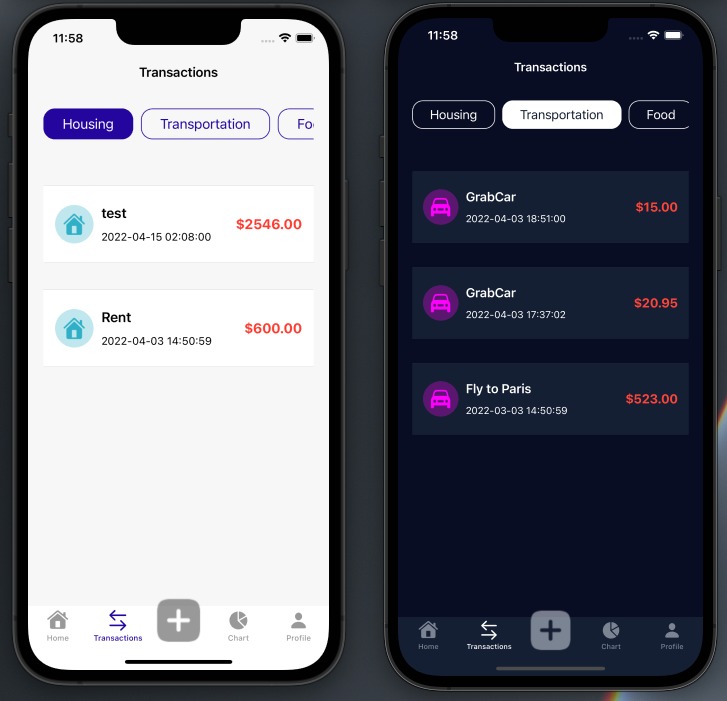 11:58
Transactions
Housing Transportation Fo
test
2022-04-15 02:08:00
$2546.00
Rent
2022-04-03 14:50:59
$600.00
Home Transactions Chart Profile
11:58
Transactions
Housing Transportation Food
GrabCar
2022-04-03 18:51:00
$15.00
GrabCar
2022-04-03 17:37:02
$20.95
Fly to Paris
2022-03-03 14:50:59
$523.00
Home Transactions Chart Profile